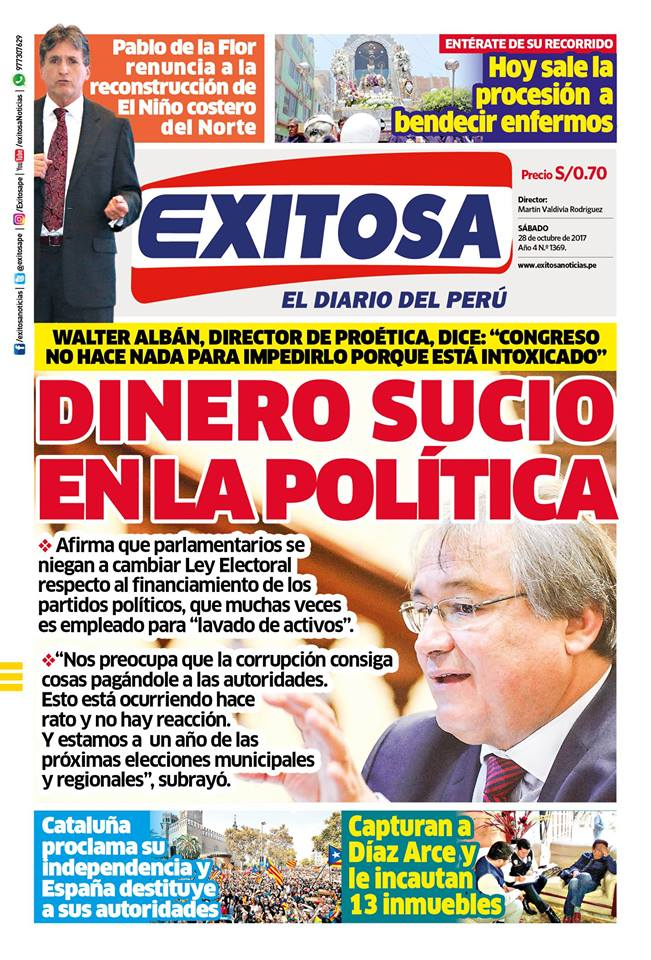 Pablo de la Flor
renuncia a la
reconstrucción de
El Niño costero
del Norte
ENTÉRATE DE SU RECORRIDO
Hoy sale la
procesión a
bendecir enfermos
/exitosanoticias | @exitosape | /Exitosape | You Tube /exitosaNoticias | 977307629
EXITOSA
EL DIARIO DEL PERÚ
Precio S/0.70
Director:
Martín Valdivia Rodríguez
SÁBADO
28 de octubre de 2017
Año 4 N.º 1369.
www.exitosanoticias.pe
WALTER ALBÁN, DIRECTOR DE PROÉTICA, DICE: “CONGRESO
NO HACE NADA PARA IMPEDIRLO PORQUE ESTÁ INTOXICADO”
DINERO SUCIO
EN LA POLÍTICA
❖ Afirma que parlamentarios se
niegan a cambiar Ley Electoral
respecto al financiamiento de los
partidos políticos, que muchas veces
es empleado para “lavado de activos”.
❖“Nos preocupa que la corrupción consiga
cosas pagándole a las autoridades.
Esto está ocurriendo hace
rato y no hay reacción.
Y estamos a un año de las
próximas elecciones municipales
y regionales”, subrayó.
Cataluña
proclama su
independencia y
España destituye
a sus autoridades
Capturan a
Díaz Arce y
le incautan
13 inmuebles